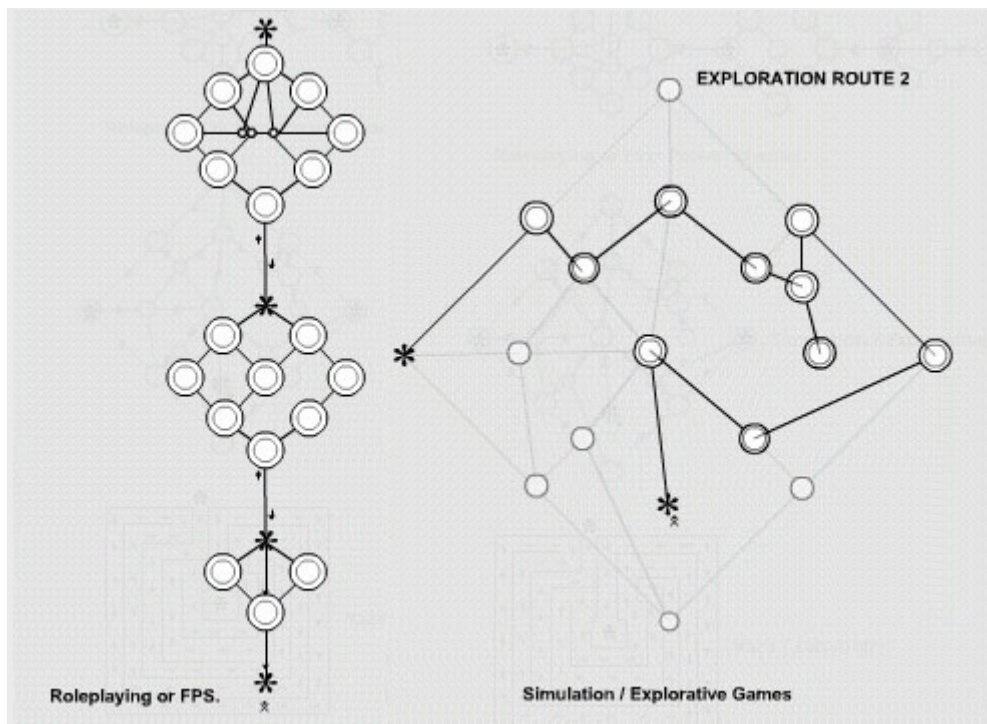 EXPLORATION ROUTE 2
Roleplaying or FPS.
Simulation / Explorative Games